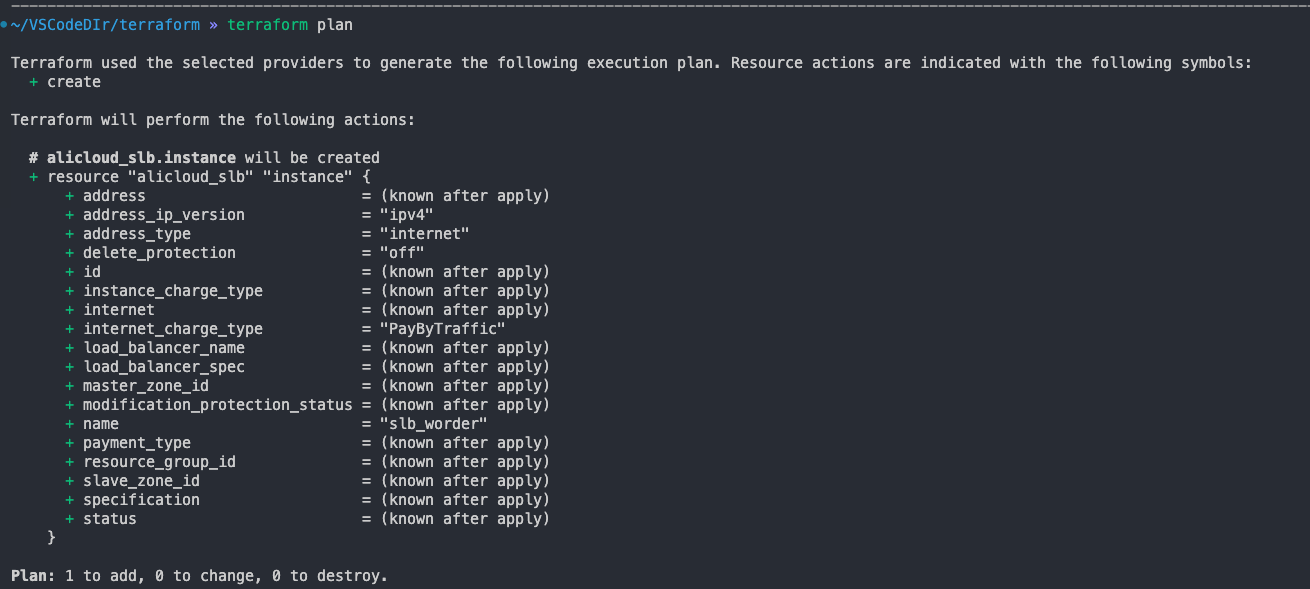 ~/VSCodeDIr/terraform » terraform plan
Terraform used the selected providers to generate the following execution plan. Resource actions are indicated with the following symbols:
  + create
Terraform will perform the following actions:
  # alicloud_slb.instance will be created
  + resource "alicloud_slb" "instance" {
      + address                        = (known after apply)
      + address_ip_version             = "ipv4"
      + address_type                   = "internet"
      + delete_protection              = "off"
      + id                             = (known after apply)
      + instance_charge_type           = (known after apply)
      + internet                       = (known after apply)
      + internet_charge_type           = "PayByTraffic"
      + load_balancer_name             = (known after apply)
      + load_balancer_spec             = (known after apply)
      + master_zone_id                 = (known after apply)
      + modification_protection_status = (known after apply)
      + name                           = "slb_worder"
      + payment_type                   = (known after apply)
      + resource_group_id              = (known after apply)
      + slave_zone_id                  = (known after apply)
      + specification                  = (known after apply)
      + status                         = (known after apply)
    }
Plan: 1 to add, 0 to change, 0 to destroy.